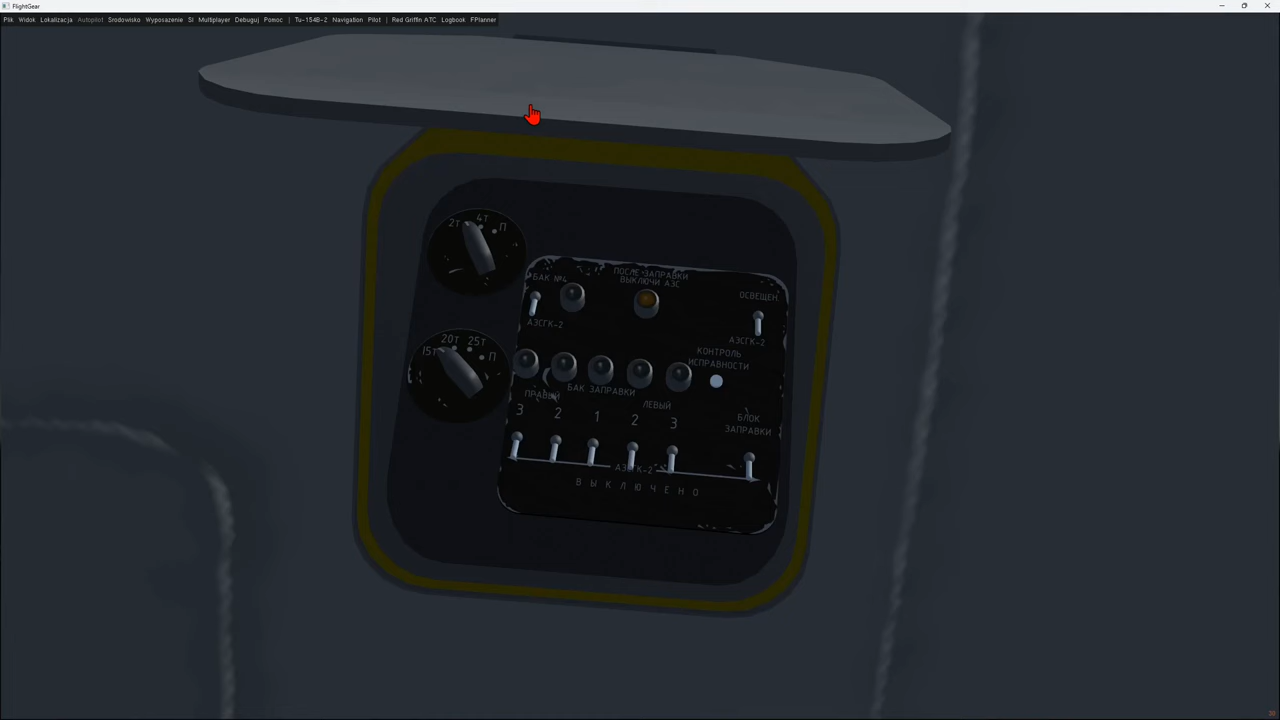 FlightGear
Plik Widok Lokalizacja Autopilot Środowisko Wyposażenie SI Multiplayer Debuguj Pomoc | Tu-154B-2 Navigation Pilot | Red Griffin ATC Logbook FPlanner
2Т 4Т П
15Т 20Т 25Т П
БАК №4
ПОСЛЕ ЗАПРАВКИ
ВЫКЛЮЧИ АЗС
ОСВЕЩЕН.
АЗСГК-2
АЗСГК-2
КОНТРОЛЬ
ИСПРАВНОСТИ
БАК ЗАПРАВКИ
ПРАВЫЙ ЛЕВЫЙ
3 2 1 2 3
БЛОК
ЗАПРАВКИ
АЗСГК-2
ВЫКЛЮЧЕНО